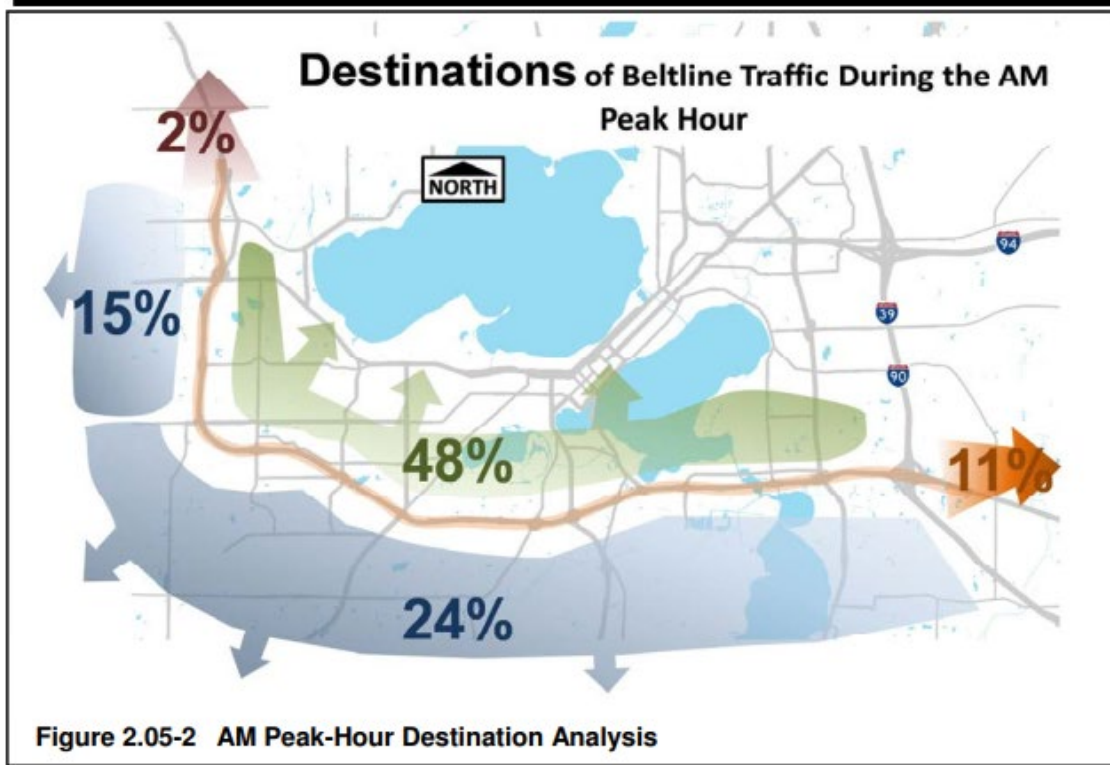 Destinations of Beltline Traffic During the AM
Peak Hour
2%
NORTH
94
15%
39
90
48%
11%
24%
Figure 2.05-2 AM Peak-Hour Destination Analysis